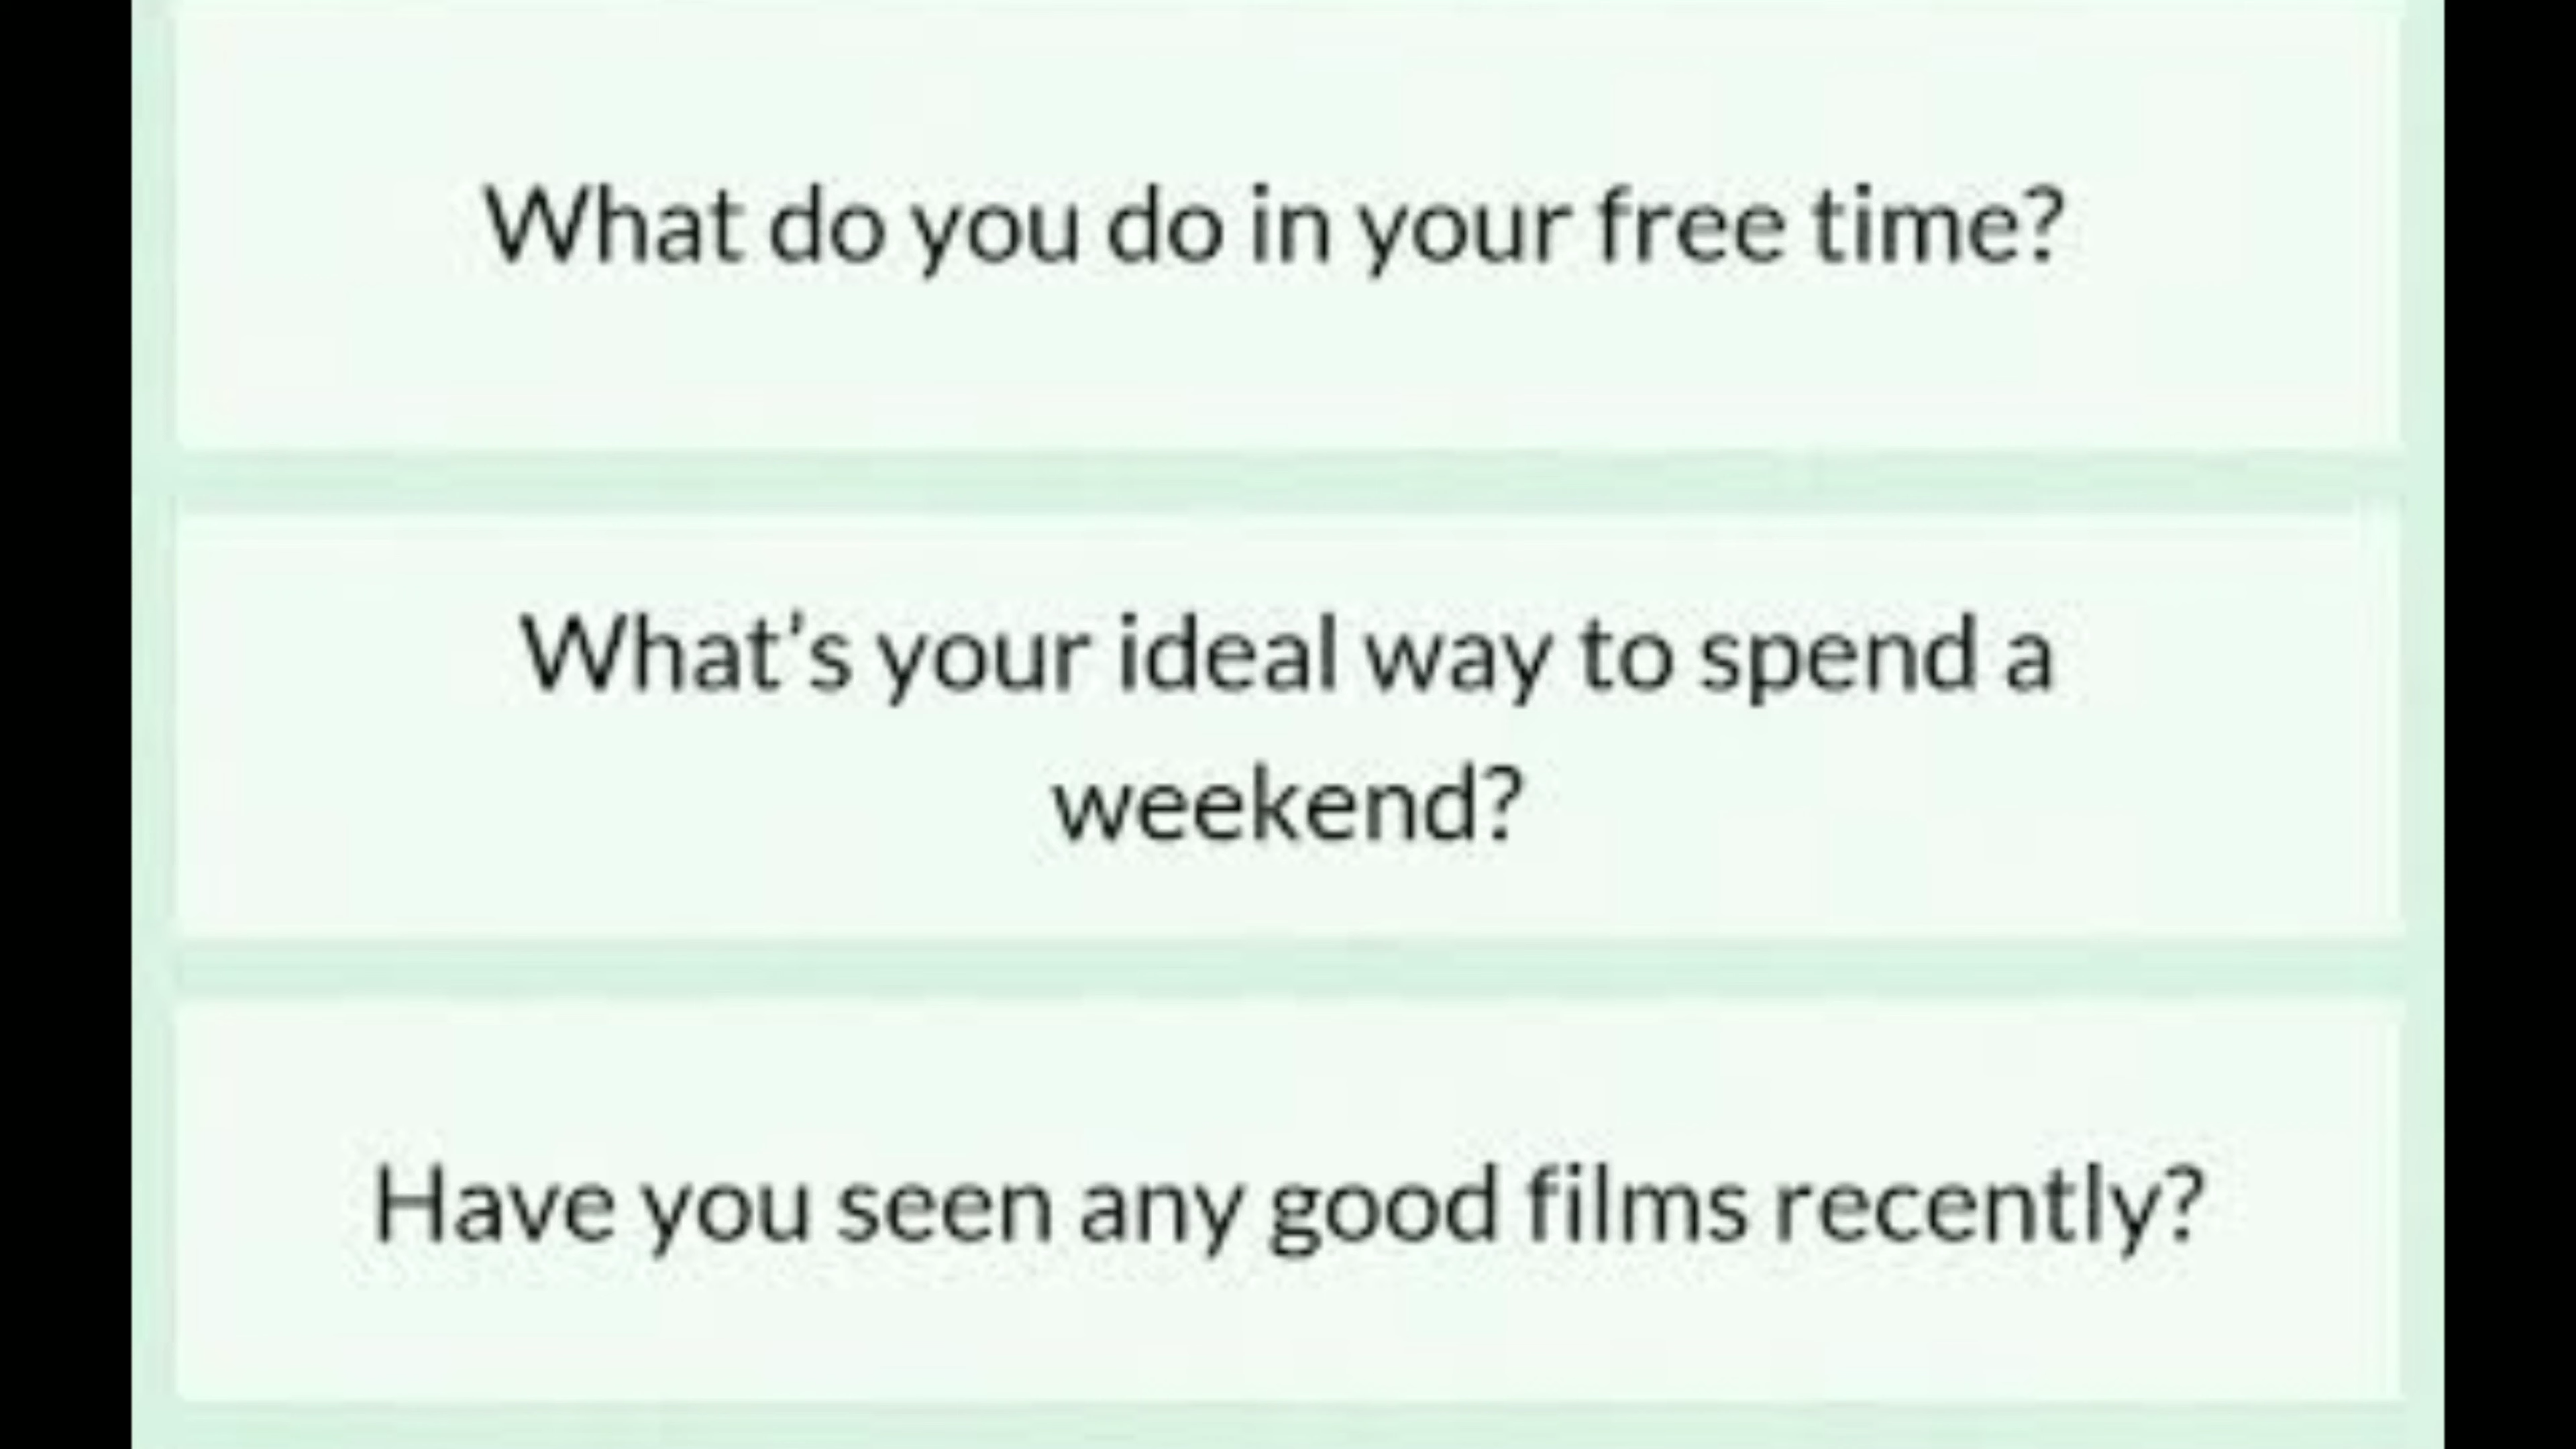 What do you do in your free time?
What's your ideal way to spend a
weekend?
Have you seen any good films recently?